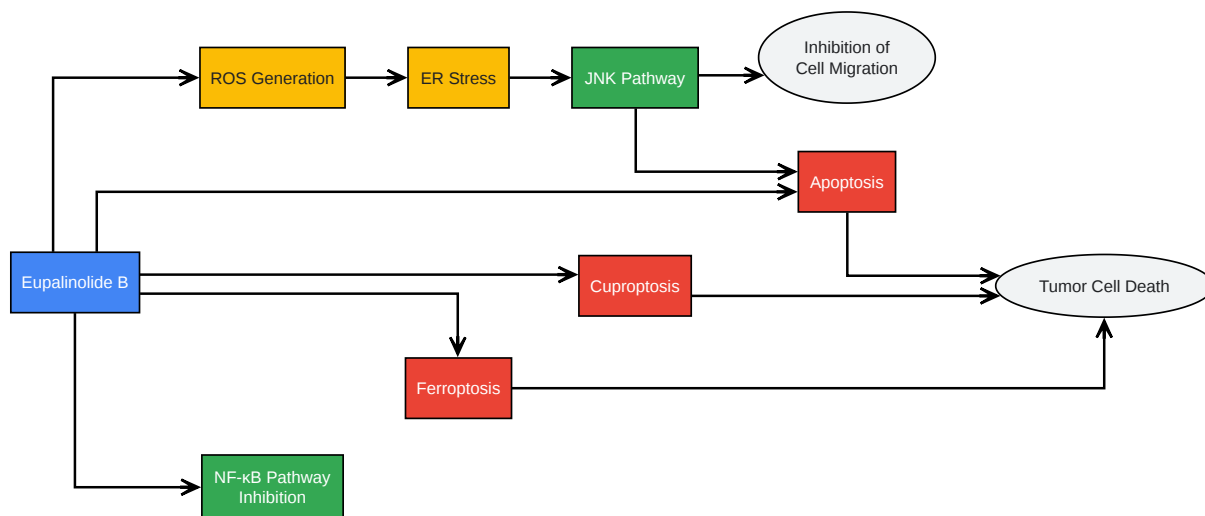 Inhibition of
Cell Migration
ROS Generation
ER Stress
JNK Pathway
Apoptosis
Eupalinolide B
Cuproptosis
Tumor Cell Death
Ferroptosis
NF-κB Pathway
Inhibition